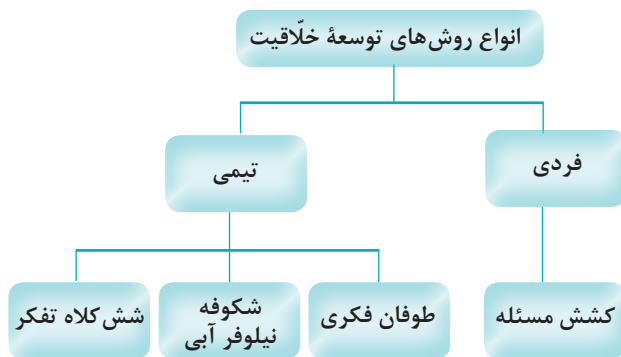 انواع روش‌های توسعهٔ خلّاقیت
فردی
تیمی
کشش مسئله
طوفان فکری
شکوفه
نیلوفر آبی
شش کلاه تفکر